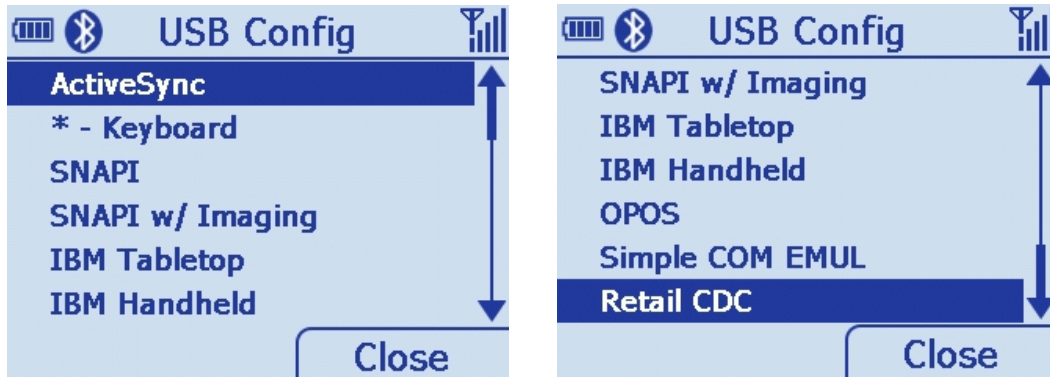 USB Config
ActiveSync
* - Keyboard
SNAPI
SNAPI w/ Imaging
IBM Tabletop
IBM Handheld
Close
USB Config
SNAPI w/ Imaging
IBM Tabletop
IBM Handheld
OPOS
Simple COM EMUL
Retail CDC
Close